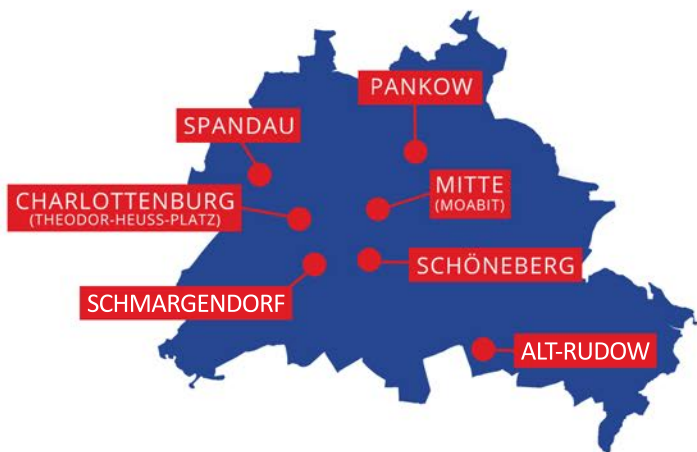 PANKOW
SPANDAU
CHARLOTTENBURG
(THEODOR-HEUSS-PLATZ)
MITTE
(MOABIT)
SCHÖNEBERG
SCHMARGENDORF
ALT-RUDOW